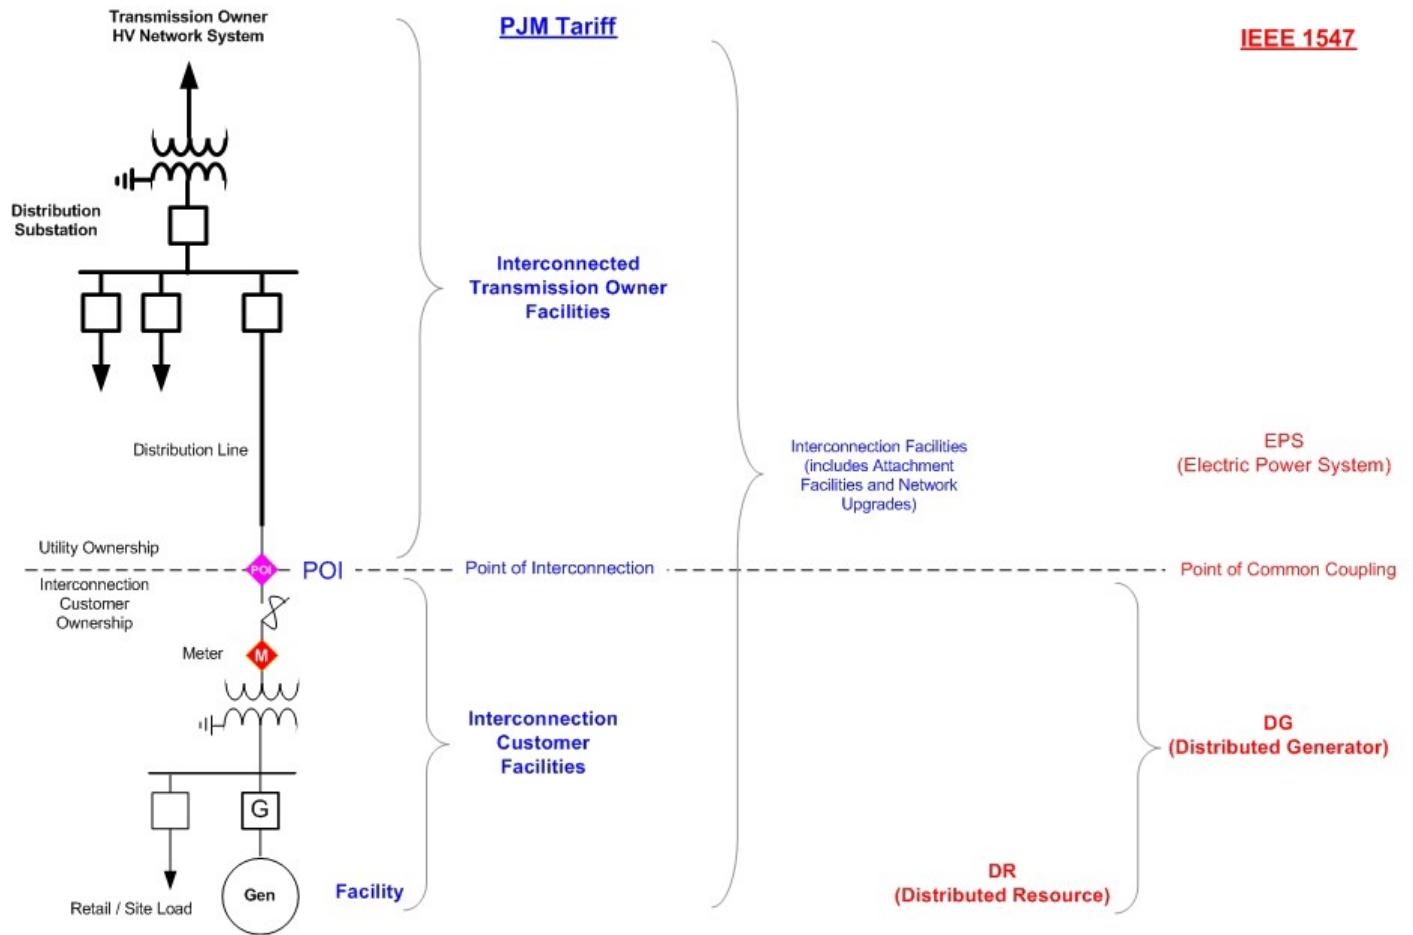 Transmission Owner
HV Network System
PJM Tariff
IEEE 1547
Distribution
Substation
Interconnected
Transmission Owner
Facilities
Distribution Line
Interconnection Facilities
(includes Attachment
Facilities and Network
Upgrades)
EPS
(Electric Power System)
Utility Ownership
POI
POI
Point of Interconnection
Point of Common Coupling
Interconnection
Customer
Ownership
Meter
M
Interconnection
Customer
Facilities
DG
(Distributed Generator)
G
Gen
Facility
DR
(Distributed Resource)
Retail / Site Load